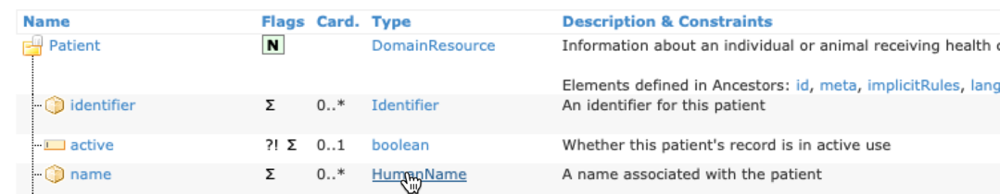 Name Flags Card. Type Description & Constraints
Patient N DomainResource Information about an individual or animal receiving health
Elements defined in Ancestors: id, meta, implicitRules, lang
identifier Σ 0..* Identifier An identifier for this patient
active ?! Σ 0..1 boolean Whether this patient's record is in active use
name Σ 0..* HumanName A name associated with the patient